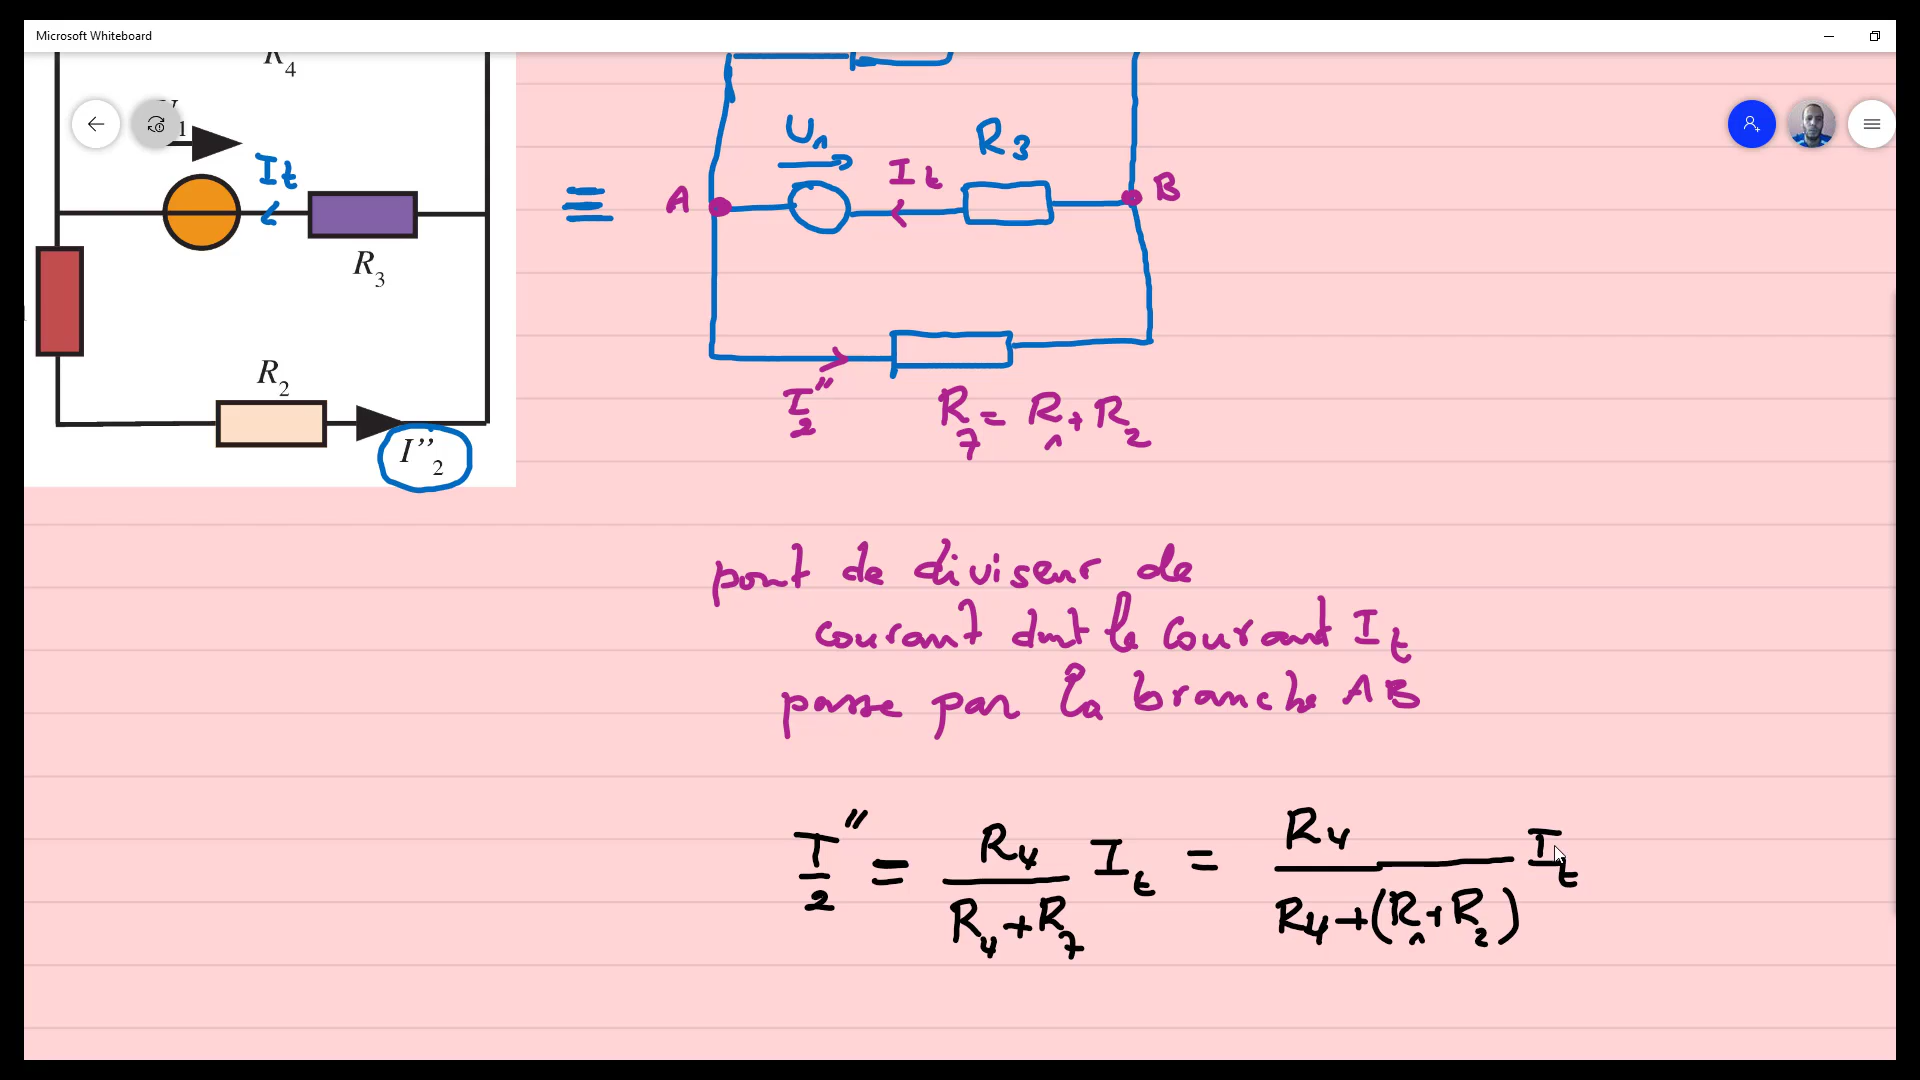 Microsoft Whiteboard
R4
1
It
R3
R2
I''2
≡
U1
It
R3
A
B
I''2
R7 = R1 + R2
pont de diviseur de
courant dont le courant It
passe par la branche AB
I''2 = R4 / (R4 + R7) It = R4 / (R4 + (R1 + R2)) It